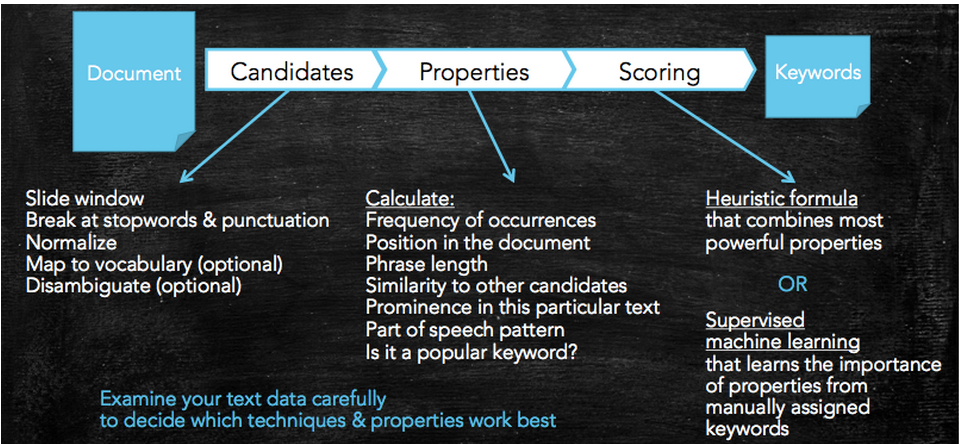 Document
Candidates
Properties
Scoring
Keywords
Slide window
Break at stopwords & punctuation
Normalize
Map to vocabulary (optional)
Disambiguate (optional)
Calculate:
Frequency of occurrences
Position in the document
Phrase length
Similarity to other candidates
Prominence in this particular text
Part of speech pattern
Is it a popular keyword?
Heuristic formula
that combines most
powerful properties
OR
Supervised
machine learning
that learns the importance
of properties from
manually assigned
keywords
Examine your text data carefully
to decide which techniques & properties work best